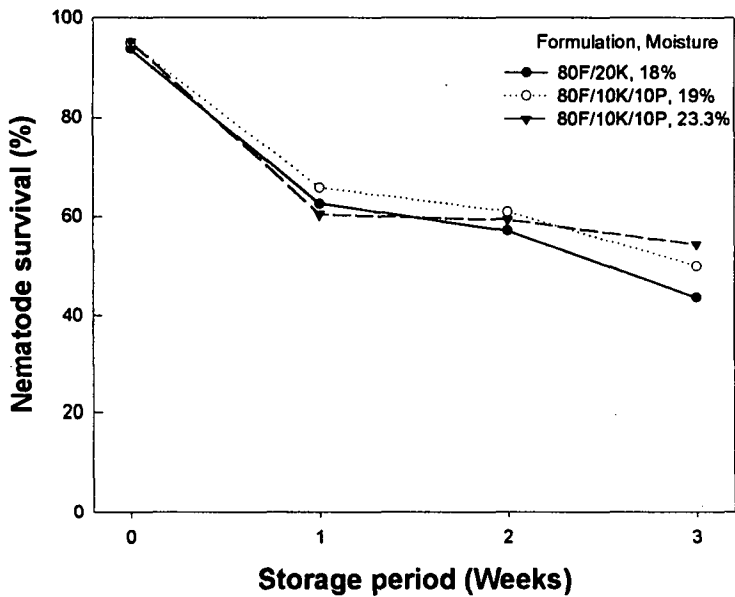 Formulation, Moisture
80F/20K, 18%
80F/10K/10P, 19%
80F/10K/10P, 23.3%
Nematode survival (%)
100
80
60
40
20
0
0 1 2 3
Storage period (Weeks)